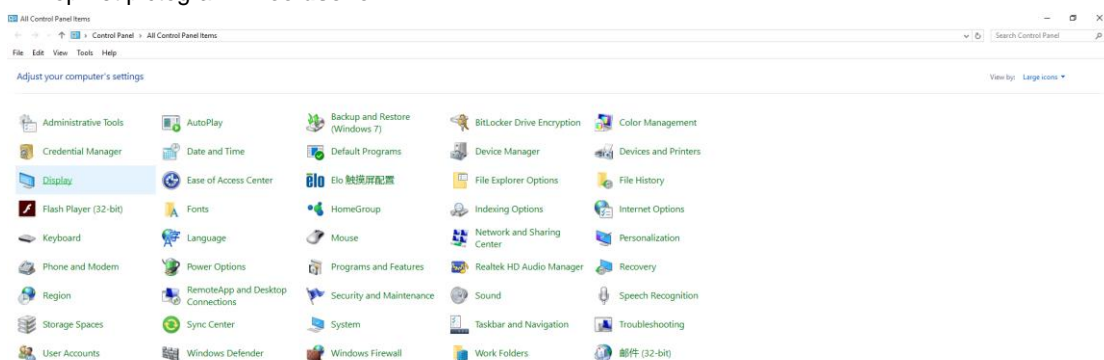 All Control Panel Items
Control Panel > All Control Panel Items
Search Control Panel
File Edit View Tools Help
Adjust your computer's settings
View by: Large icons
Administrative Tools
AutoPlay
Backup and Restore
(Windows 7)
BitLocker Drive Encryption
Color Management
Credential Manager
Date and Time
Default Programs
Device Manager
Devices and Printers
Display
Ease of Access Center
elo
Elo 触摸屏配置
File Explorer Options
File History
Flash Player (32-bit)
Fonts
HomeGroup
Indexing Options
Internet Options
Keyboard
Language
Mouse
Network and Sharing
Center
Personalization
Phone and Modem
Power Options
Programs and Features
Realtek HD Audio Manager
Recovery
Region
RemoteApp and Desktop
Connections
Security and Maintenance
Sound
Speech Recognition
Storage Spaces
Sync Center
System
Taskbar and Navigation
Troubleshooting
User Accounts
Windows Defender
Windows Firewall
Work Folders
邮件 (32-bit)